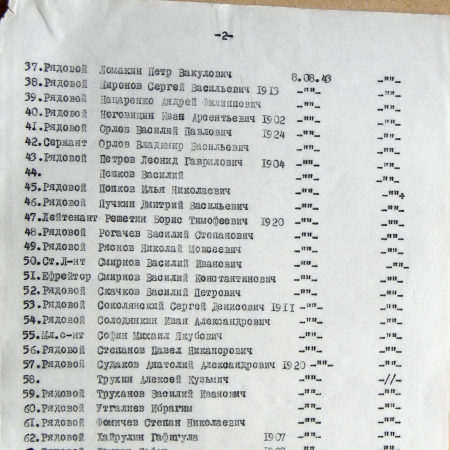 -2-
37.Рядовой Ломакин Петр Вакулович 8.08.43 -""-
38.Рядовой Миронов Сергей Васильевич 1913 -""- -""-
39.Рядовой Нацаренко Андрей Филиппович -""- -""-
40.Рядовой Ноговицин Иван Арсентьевич 1902 -""- -""-
41.Рядовой Орлов Василий Павлович 1924 -""- -""-
42.Сержант Орлов Владимир Васильевич -""- -""-
43.Рядовой Петров Леонид Гаврилович 1904 -""- -""-
44. Пешков Василий -""- -""-
45.Рядовой Попков Илья Николаевич -""- -""-
46.Рядовой Пучкин Дмитрий Васильевич -""- -""-
47.Лейтенант Решетин Борис Тимофеевич 1920 -""- -""-
48.Рядовой Рогачев Василий Степанович -""- -""-
49.Рядовой Ряснов Николай Моисеевич -""- -""-
50.Ст.Л-нт Смирнов Василий Иванович -""- -""-
51.Ефрейтор Смирнов Василий Константинович -""- -""-
52.Рядовой Скачков Василий Петрович -""- -""-
53.Рядовой Соколянский Сергей Денисович 1911 -""- -""-
54.Рядовой Солодянкин Иван Александрович -""- -""-
55.Мл.с-нт Софин Михаил Якубович -""- -""-
56.Рядовой Степанов Павел Никанорович -""- -""-
57.Рядовой Судаков Анатолий Александрович 1920 -""- -""-
58. Трухин Алексей Кузьмич -""- -//-
59.Рядовой Труханов Василий Иванович -""- -""-
60.Рядовой Утгалиев Ибрагим -""- -""-
61.Рядовой Фомичев Степан Николаевич -""- -""-
62.Рядовой Хайрулин Гафигула 1907 -""- -""-